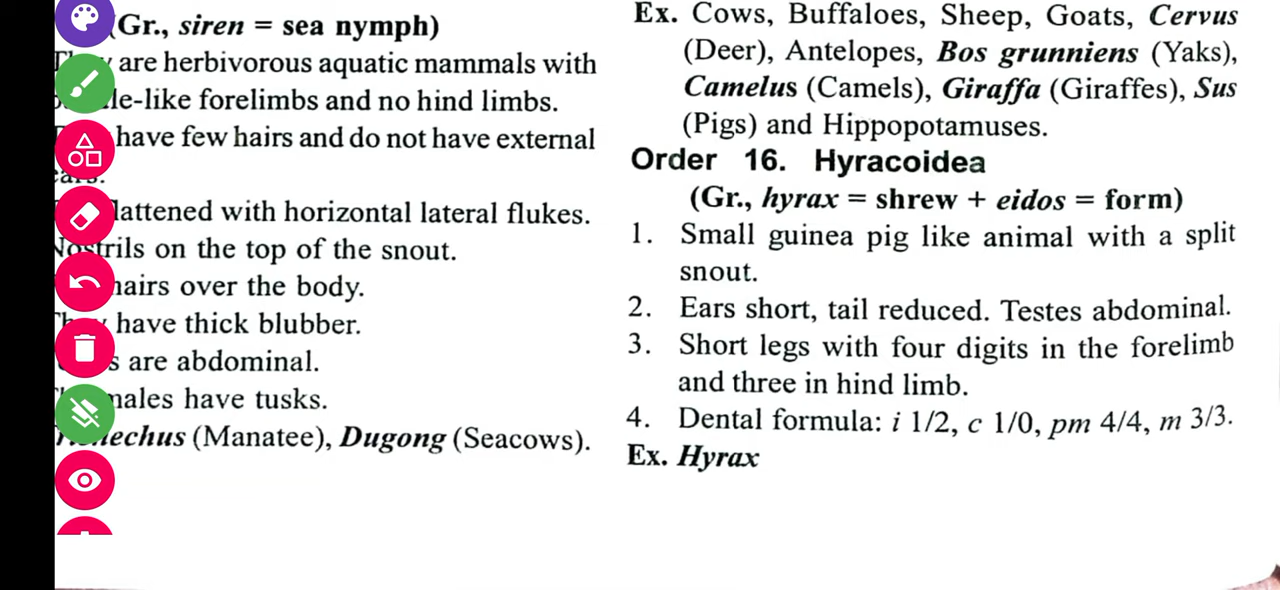 (Gr., siren = sea nymph)
are herbivorous aquatic mammals with
le-like forelimbs and no hind limbs.
have few hairs and do not have external
lattened with horizontal lateral flukes.
Nostrils on the top of the snout.
hairs over the body.
They have thick blubber.
are abdominal.
males have tusks.
(Manatee), Dugong (Seacows).
Ex. Cows, Buffaloes, Sheep, Goats, Cervus
(Deer), Antelopes, Bos grunniens (Yaks),
Camelus (Camels), Giraffa (Giraffes), Sus
(Pigs) and Hippopotamuses.
Order 16. Hyracoidea
(Gr., hyrax = shrew + eidos = form)
1. Small guinea pig like animal with a split
snout.
2. Ears short, tail reduced. Testes abdominal.
3. Short legs with four digits in the forelimb
and three in hind limb.
4. Dental formula: i 1/2, c 1/0, pm 4/4, m 3/3.
Ex. Hyrax